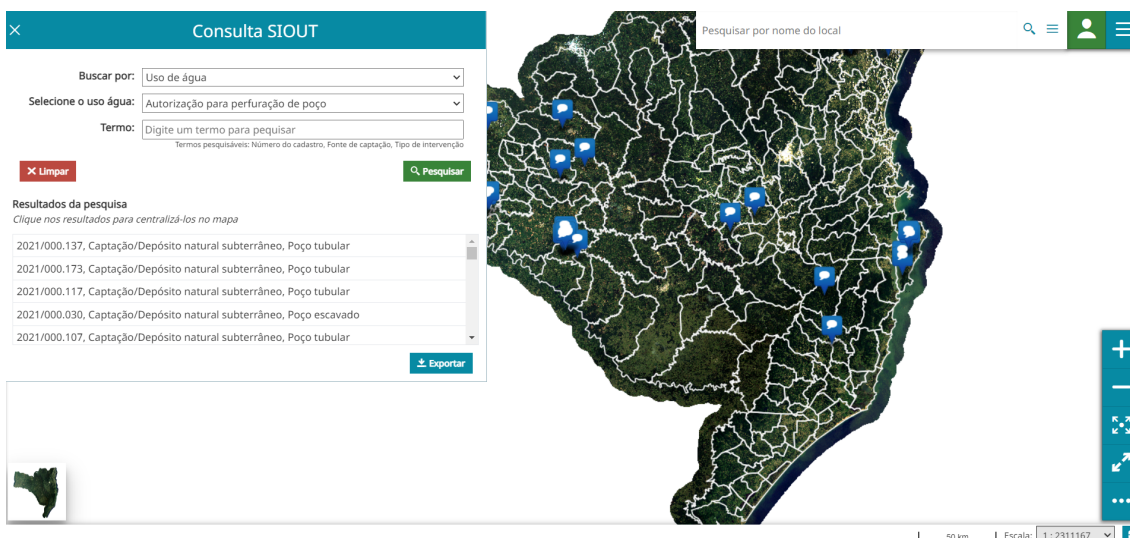 Consulta SIOUT
Pesquisar por nome do local
Buscar por: Uso de água
Selecione o uso água: Autorização para perfuração de poço
Termo: Digite um termo para pequisar
Termos pesquisáveis: Número do cadastro, Fonte de captação, Tipo de intervenção
Limpar
Pesquisar
Resultados da pesquisa
Clique nos resultados para centralizá-los no mapa
2021/000.137, Captação/Depósito natural subterrâneo, Poço tubular
2021/000.173, Captação/Depósito natural subterrâneo, Poço tubular
2021/000.117, Captação/Depósito natural subterrâneo, Poço tubular
2021/000.030, Captação/Depósito natural subterrâneo, Poço escavado
2021/000.107, Captação/Depósito natural subterrâneo, Poço tubular
Exportar
50 km Escala: 1 : 2311167